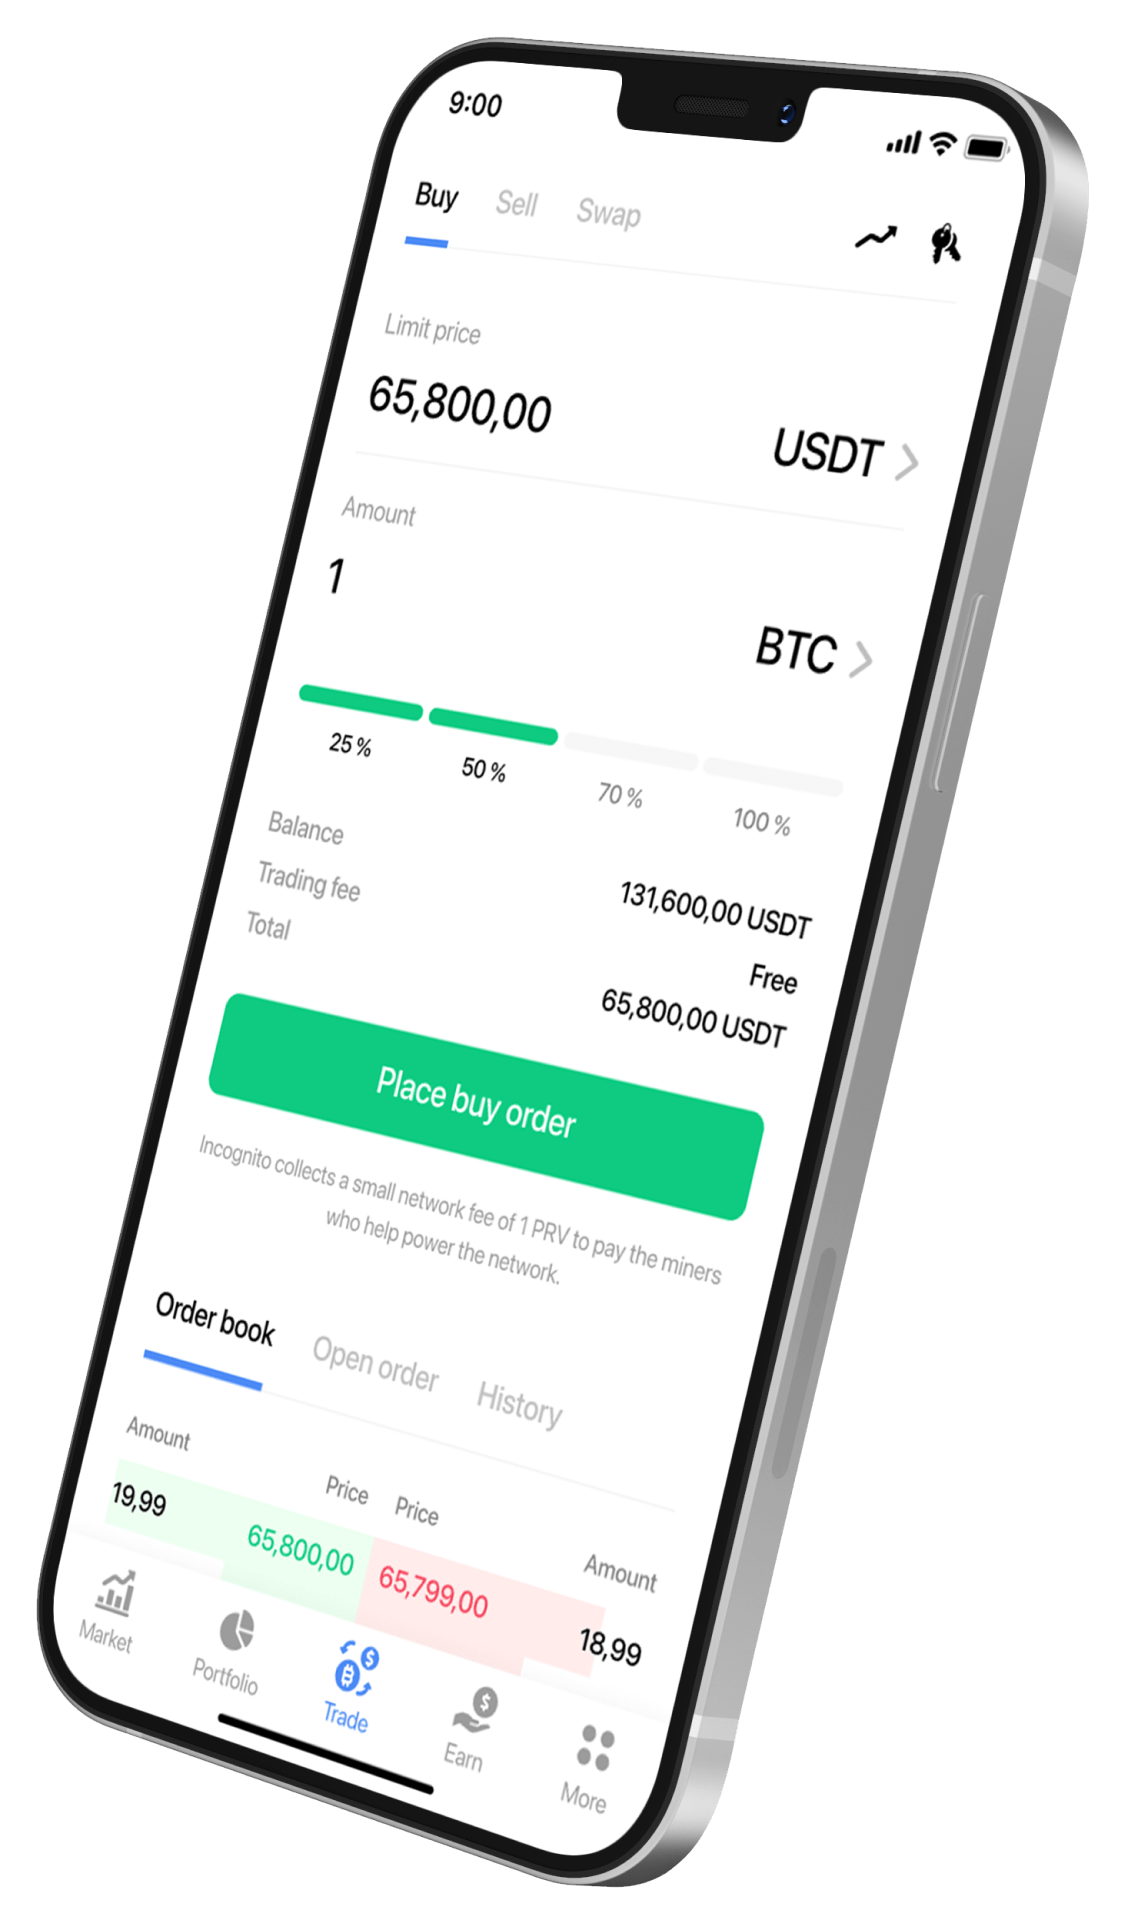 9:00
Buy Sell Swap
Limit price
65,800,00 USDT
Amount
1 BTC
25 % 50 % 70 % 100 %
Balance 131,600,00 USDT
Trading fee Free
Total 65,800,00 USDT
Place buy order
Incognito collects a small network fee of 1 PRV to pay the miners
who help power the network.
Order book Open order History
Amount Price Price Amount
19,99 65,800,00 65,799,00 18,99
Market Portfolio Trade Earn More